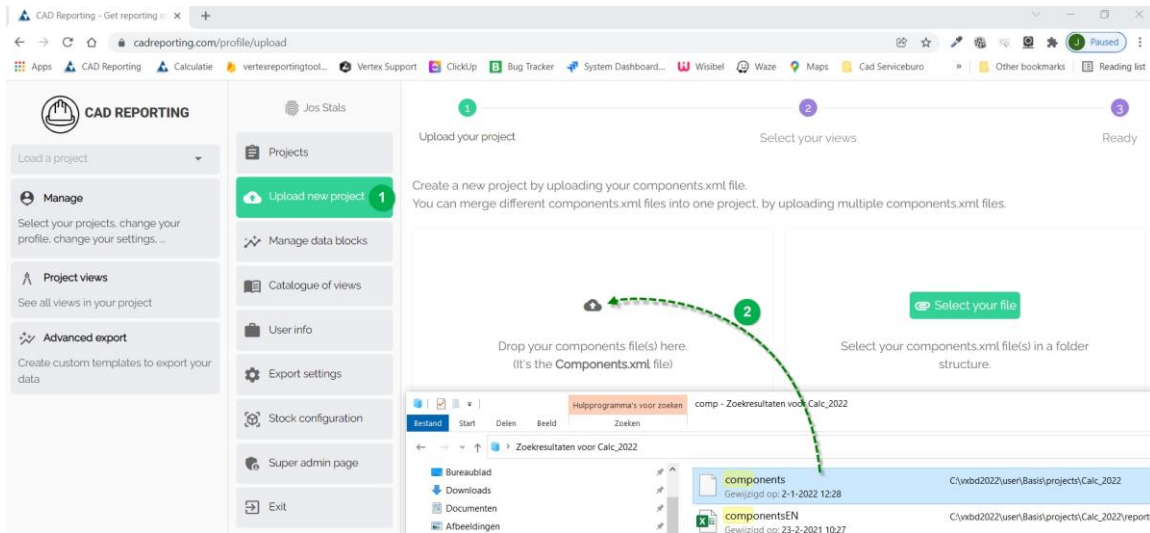 CAD Reporting - Get reporting o
cadreporting.com/profile/upload
J Paused
Apps CAD Reporting Calculatie vertexreportingtool... Vertex Support ClickUp Bug Tracker System Dashboard... Wisibel Waze Maps Cad Serviceburo » Other bookmarks Reading list
CAD REPORTING
Load a project
Manage
Select your projects, change your
profile, change your settings, ...
Project views
See all views in your project
Advanced export
Create custom templates to export your
data
Jos Stals
Projects
Upload new project 1
Manage data blocks
Catalogue of views
User info
Export settings
Stock configuration
Super admin page
Exit
1 2 3
Upload your project Select your views Ready
Create a new project by uploading your components.xml file.
You can merge different components.xml files into one project, by uploading multiple components.xml files.
2
Drop your components file(s) here.
(It's the Components.xml file)
Select your file
Select your components.xml file(s) in a folder
structure.
Hulpprogramma's voor zoeken comp - Zoekresultaten voor Calc_2022
Bestand Start Delen Beeld Zoeken
Zoekresultaten voor Calc_2022
Bureaublad
Downloads
Documenten
Afbeeldingen
components C:\vxbd2022\user\Basis\projects\Calc_2022
Gewijzigd op: 2-1-2022 12:28
componentsEN C:\vxbd2022\user\Basis\projects\Calc_2022\report
Gewijzigd op: 23-2-2021 10:27